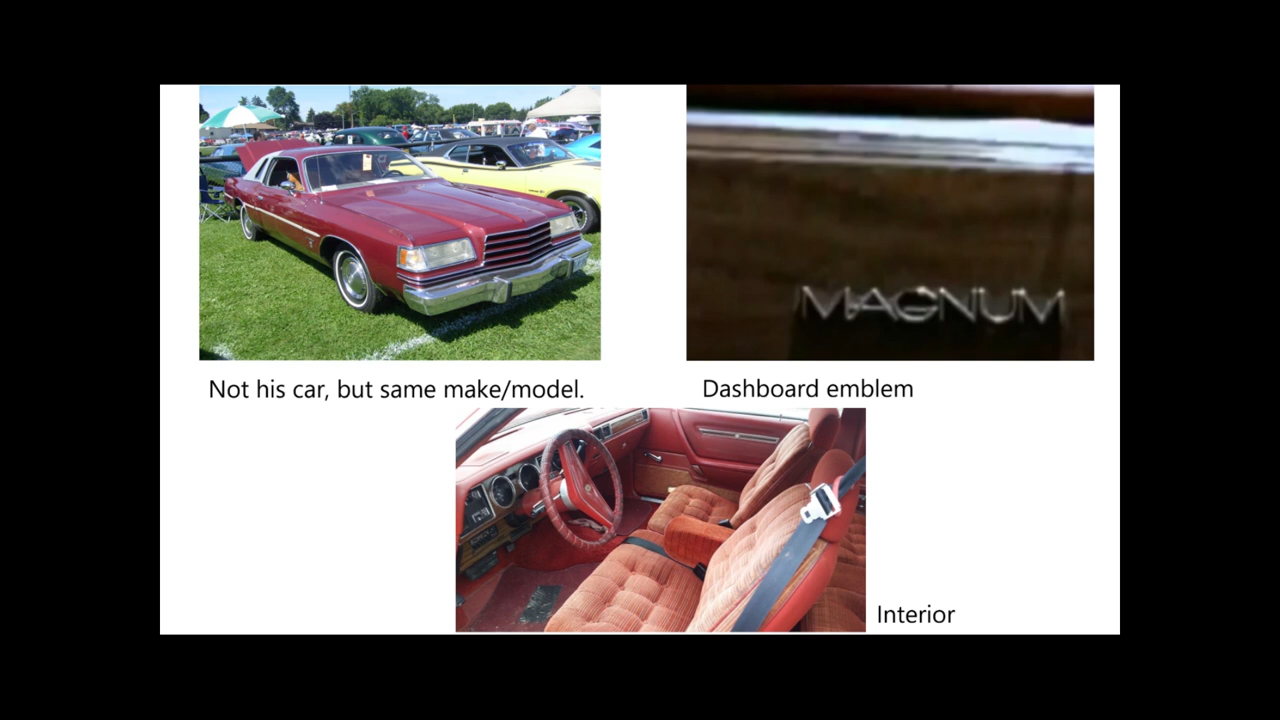 Not his car, but same make/model.
MAGNUM
Dashboard emblem
Interior